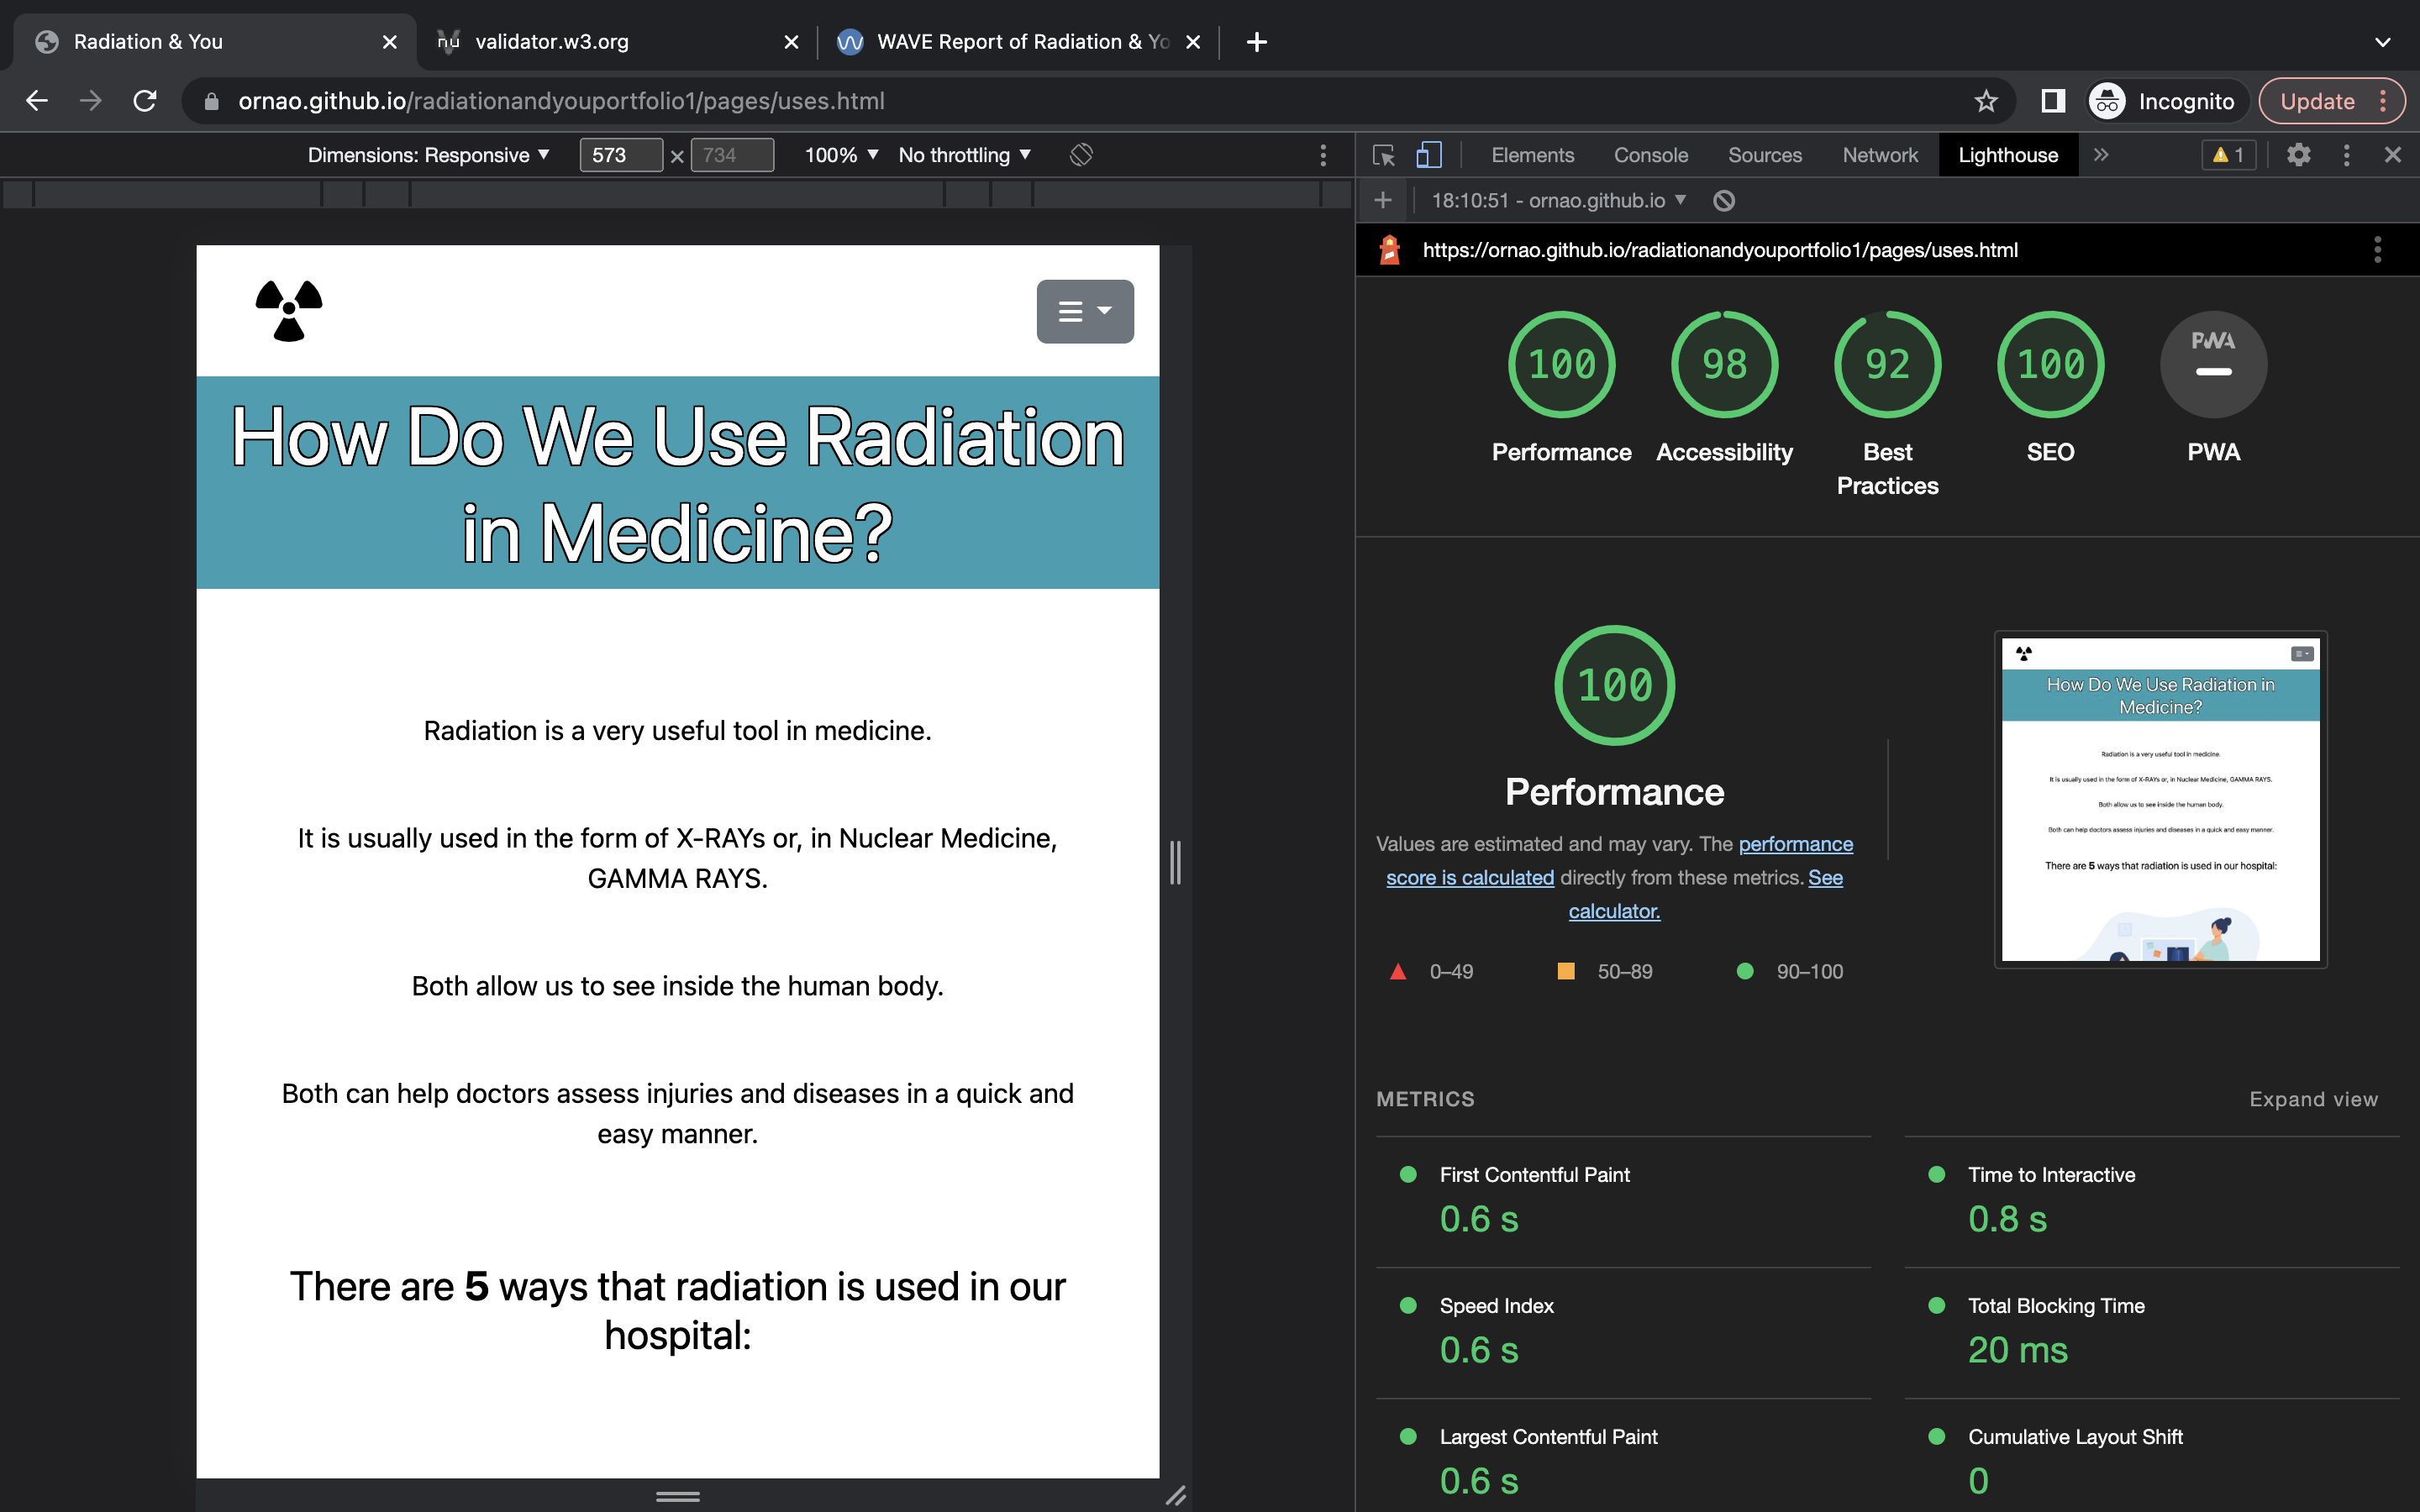 Radiation & You
validator.w3.org
WAVE Report of Radiation & Yo
ornao.github.io/radiationandyouportfolio1/pages/uses.html
Incognito
Update
Dimensions: Responsive
573
×
734
100%
No throttling
Elements
Console
Sources
Network
Lighthouse
1
18:10:51 - ornao.github.io
https://ornao.github.io/radiationandyouportfolio1/pages/uses.html
How Do We Use Radiation
in Medicine?
Radiation is a very useful tool in medicine.
It is usually used in the form of X-RAYs or, in Nuclear Medicine,
GAMMA RAYS.
Both allow us to see inside the human body.
Both can help doctors assess injuries and diseases in a quick and
easy manner.
There are 5 ways that radiation is used in our
hospital:
100
98
92
100
PWA
Performance
Accessibility
Best
Practices
SEO
PWA
100
Performance
Values are estimated and may vary. The performance
score is calculated directly from these metrics. See
calculator.
0–49
50–89
90–100
How Do We Use Radiation in
Medicine?
Radiation is a very useful tool in medicine.
It is usually used in the form of X-RAYs or, in Nuclear Medicine, GAMMA RAYS.
Both allow us to see inside the human body.
Both can help doctors assess injuries and diseases in a quick and easy manner.
There are 5 ways that radiation is used in our hospital:
METRICS
Expand view
First Contentful Paint
0.6 s
Time to Interactive
0.8 s
Speed Index
0.6 s
Total Blocking Time
20 ms
Largest Contentful Paint
0.6 s
Cumulative Layout Shift
0